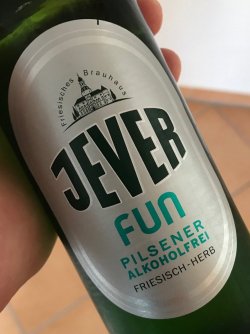 Friesisches Brauhaus
JEVER
FUN
PILSENER
ALKOHOLFREI
FRIESISCH-HERB